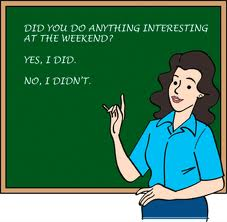 DID YOU DO ANYTHING INTERESTING
AT THE WEEKEND?
YES, I DID.
NO, I DIDN'T.